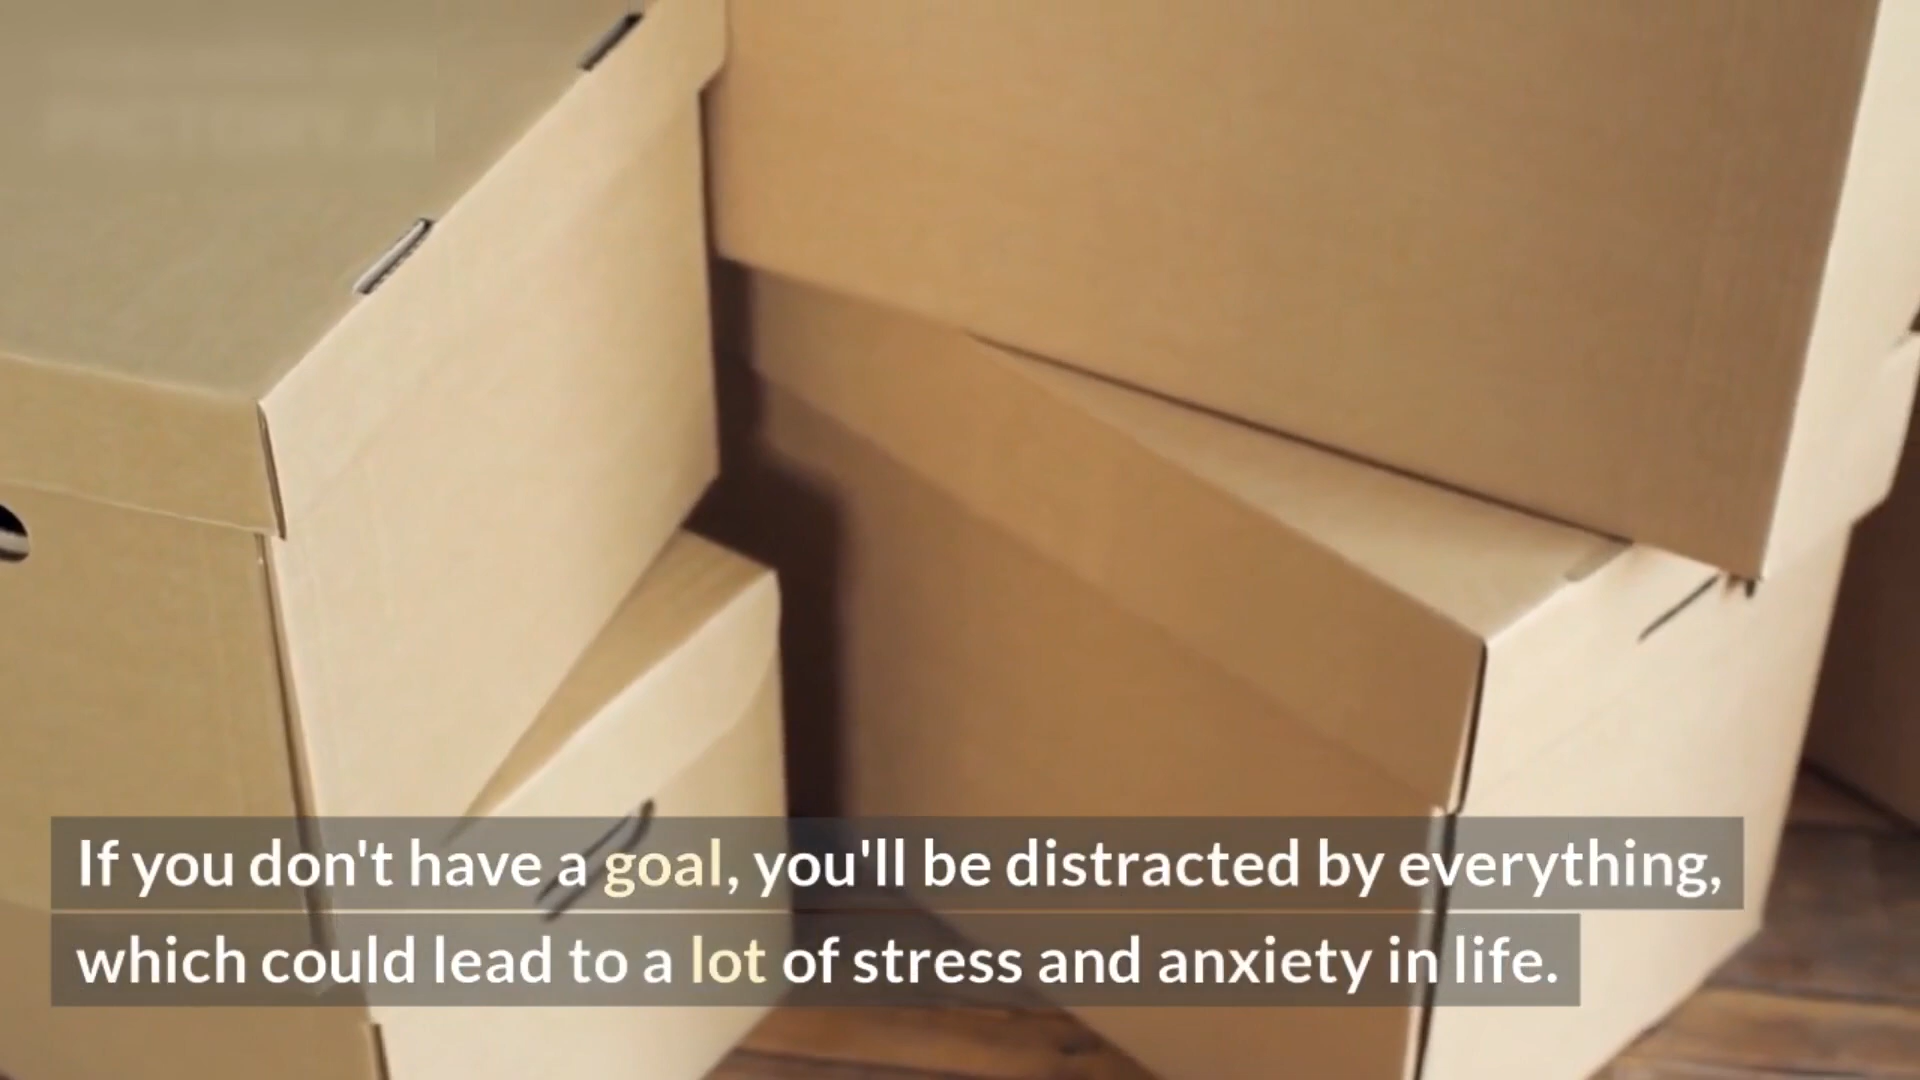 If you don't have a goal, you'll be distracted by everything,
which could lead to a lot of stress and anxiety in life.